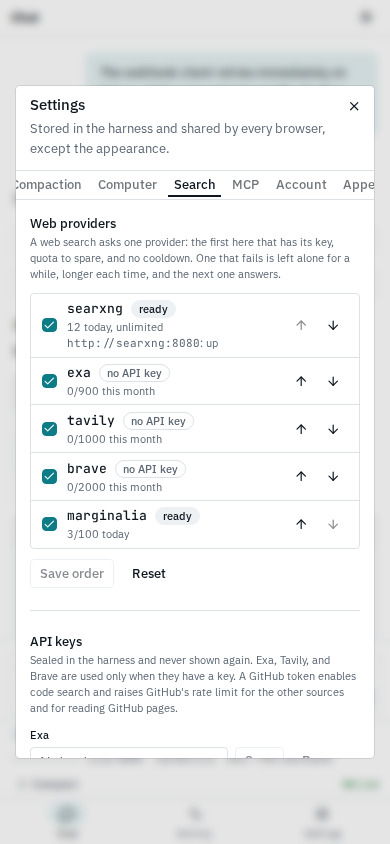 Chat
Settings
Stored in the harness and shared by every browser,
except the appearance.
Compaction Computer Search MCP Account Appe
Web providers
A web search asks one provider: the first here that has its key,
quota to spare, and no cooldown. One that fails is left alone for a
while, longer each time, and the next one answers.
searxng ready
12 today, unlimited
http://searxng:8080: up
exa no API key
0/900 this month
tavily no API key
0/1000 this month
brave no API key
0/2000 this month
marginalia ready
3/100 today
Save order Reset
API keys
Sealed in the harness and never shown again. Exa, Tavily, and
Brave are used only when they have a key. A GitHub token enables
code search and raises GitHub's rate limit for the other sources
and for reading GitHub pages.
Exa